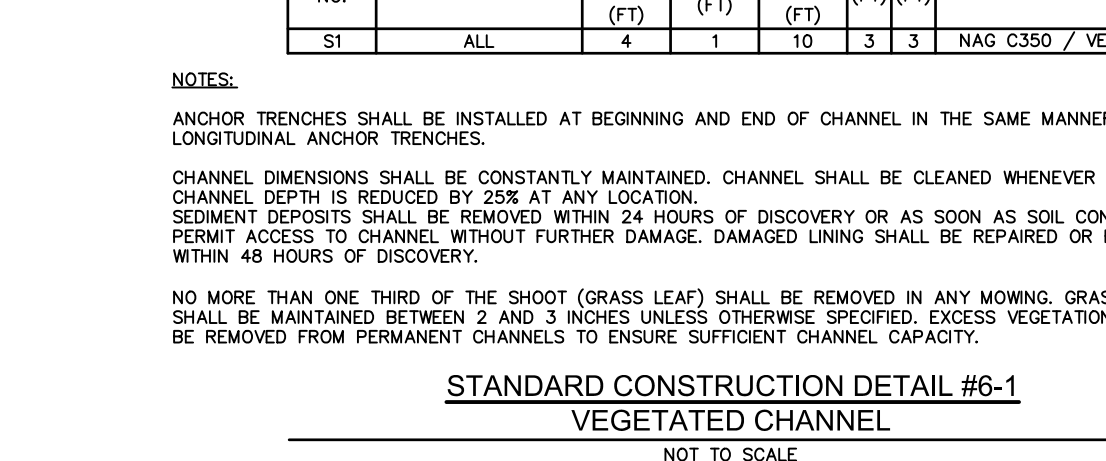 NO.
(FT) (FT) (FT) (FT) (FT)
S1 ALL 4 1 10 3 3 NAG C350 / VE
NOTES:
ANCHOR TRENCHES SHALL BE INSTALLED AT BEGINNING AND END OF CHANNEL IN THE SAME MANNER
LONGITUDINAL ANCHOR TRENCHES.
CHANNEL DIMENSIONS SHALL BE CONSTANTLY MAINTAINED. CHANNEL SHALL BE CLEANED WHENEVER
CHANNEL DEPTH IS REDUCED BY 25% AT ANY LOCATION.
SEDIMENT DEPOSITS SHALL BE REMOVED WITHIN 24 HOURS OF DISCOVERY OR AS SOON AS SOIL CON
PERMIT ACCESS TO CHANNEL WITHOUT FURTHER DAMAGE. DAMAGED LINING SHALL BE REPAIRED OR
WITHIN 48 HOURS OF DISCOVERY.
NO MORE THAN ONE THIRD OF THE SHOOT (GRASS LEAF) SHALL BE REMOVED IN ANY MOWING. GRAS
SHALL BE MAINTAINED BETWEEN 2 AND 3 INCHES UNLESS OTHERWISE SPECIFIED. EXCESS VEGETATION
BE REMOVED FROM PERMANENT CHANNELS TO ENSURE SUFFICIENT CHANNEL CAPACITY.
STANDARD CONSTRUCTION DETAIL #6-1
VEGETATED CHANNEL
NOT TO SCALE